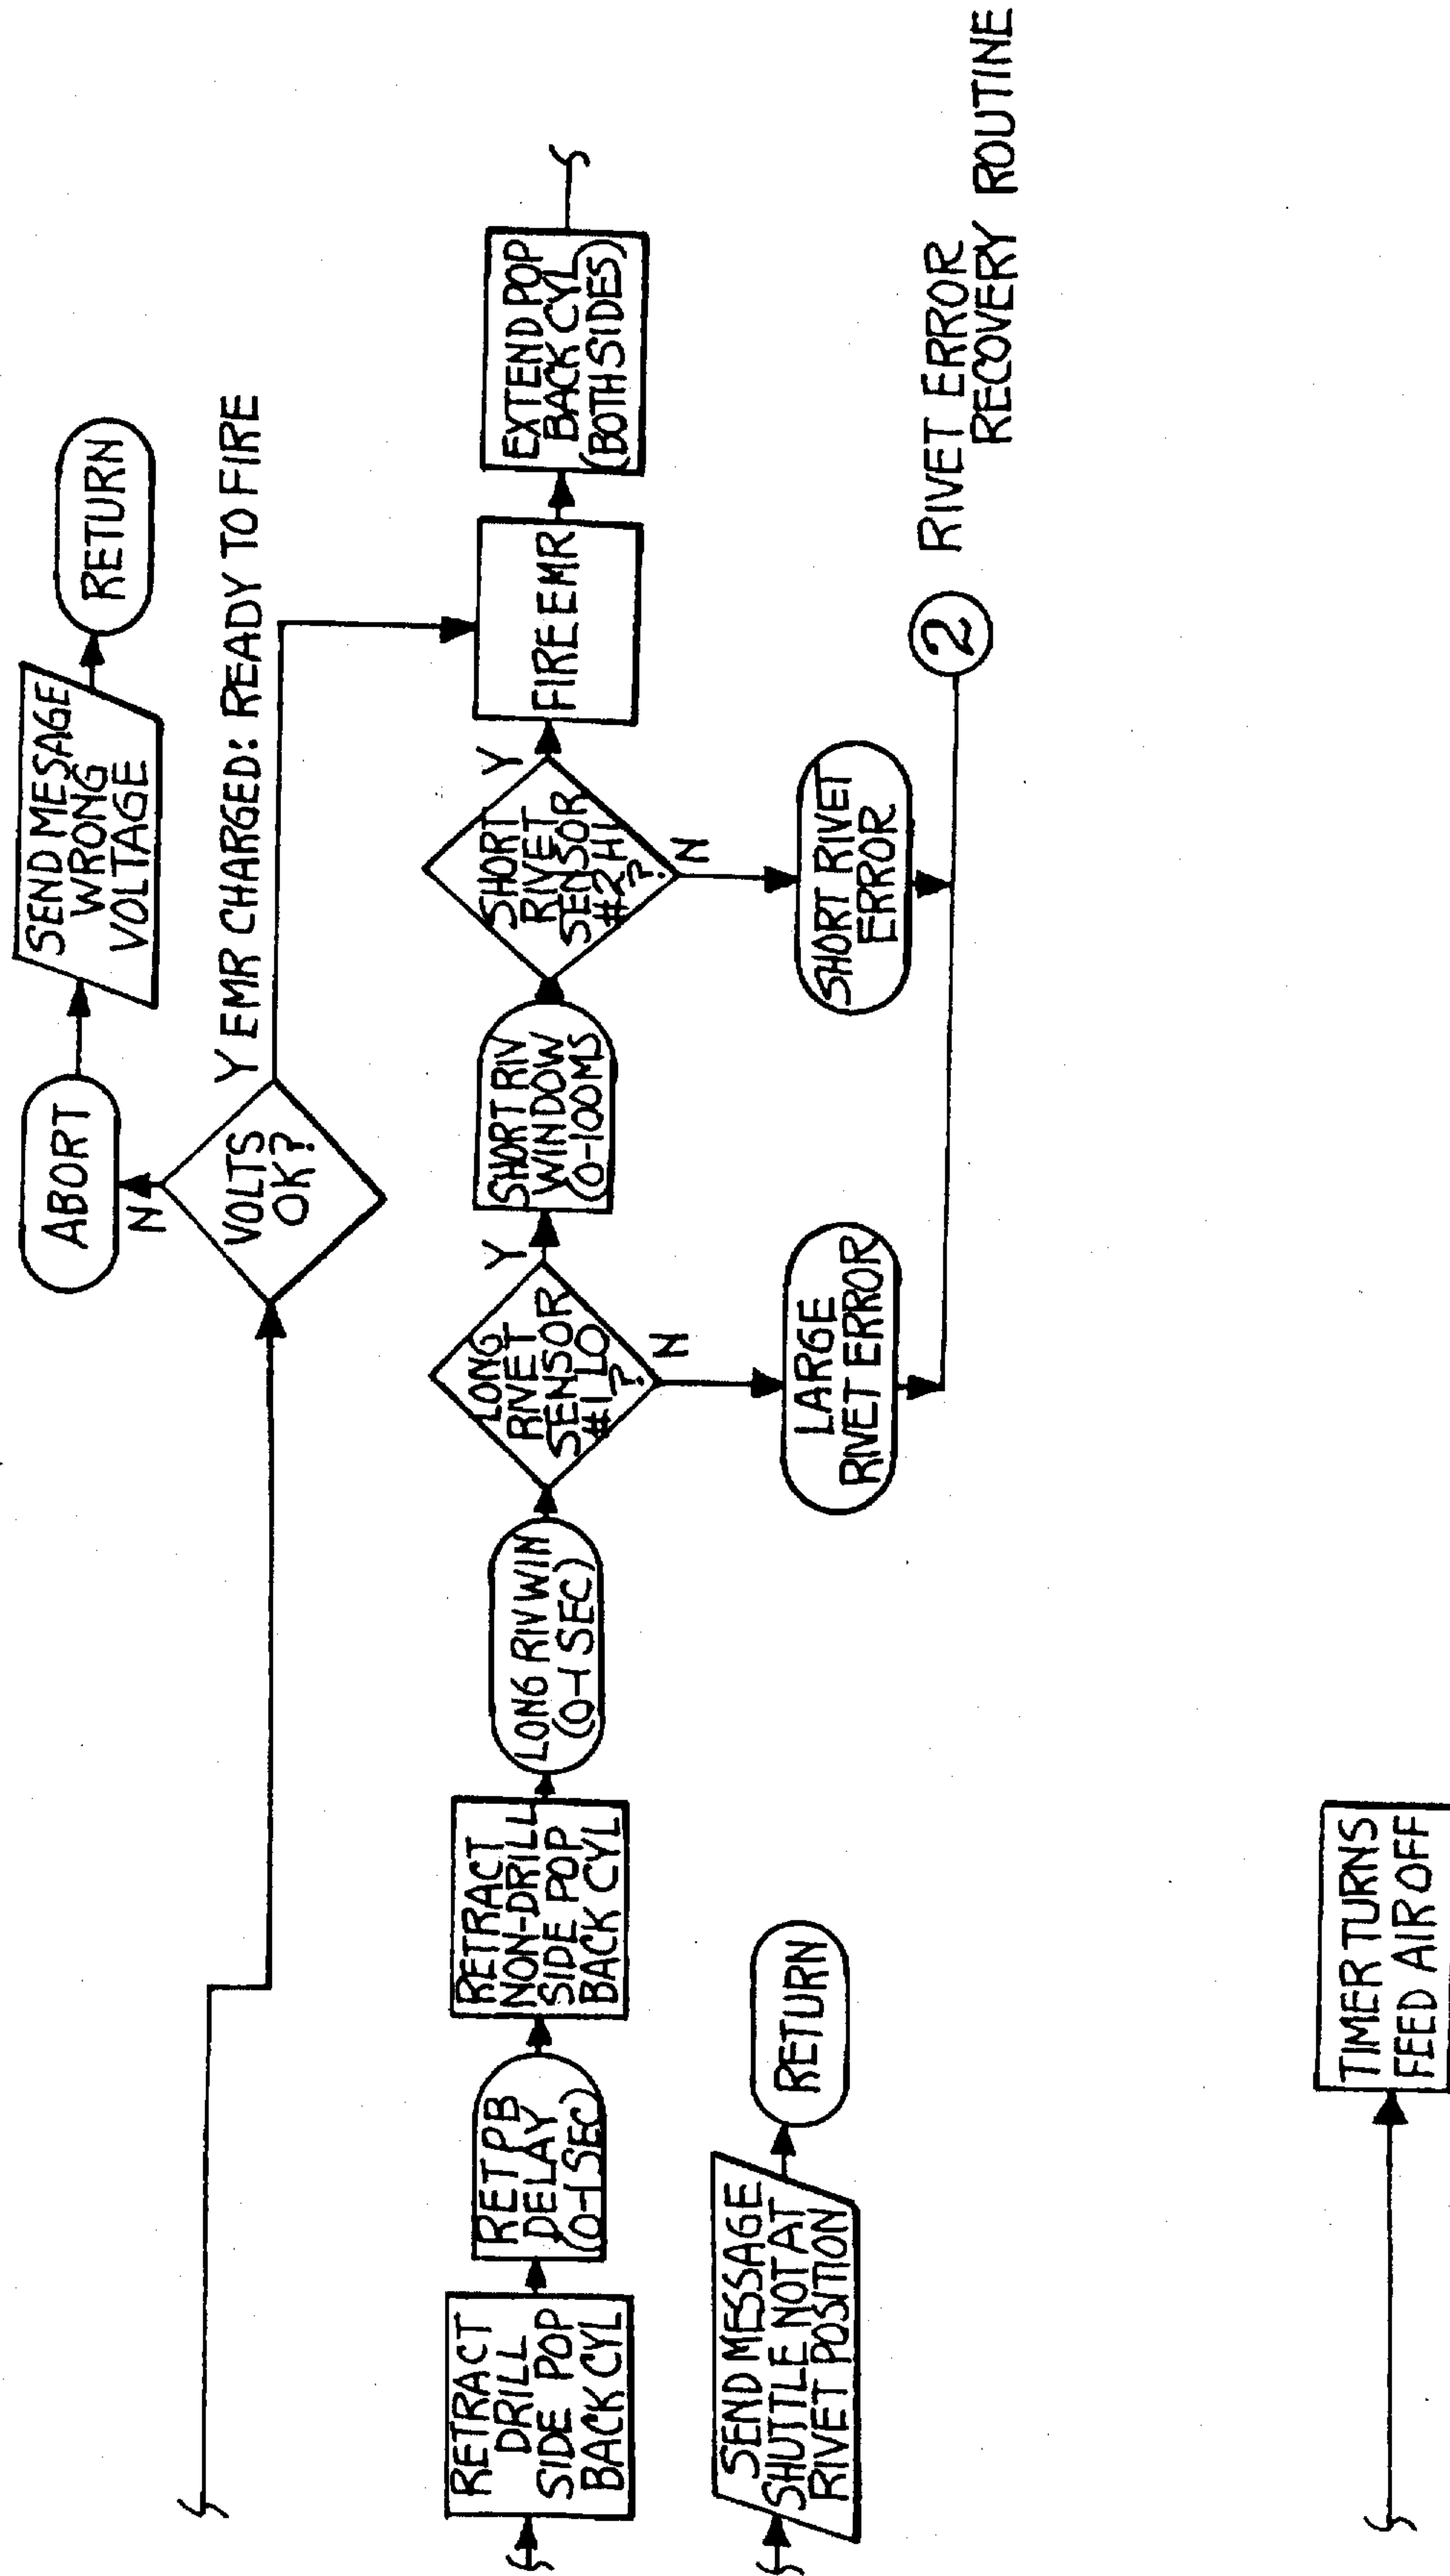 SEND MESSAGE
WRONG
VOLTAGE
RETURN
ABORT
N
VOLTS
OK?
Y EMR CHARGED: READY TO FIRE
RETRACT
DRILL
SIDE POP
BACK CYL
RET PB
DELAY
(0-1 SEC)
RETRACT
NON-DRILL
SIDE POP
BACK CYL
LONG RIV WIN
(0-1 SEC)
LONG
RIVET
SENSOR
#1 LO
?
Y
N
SHORT RIV
WINDOW
(0-100MS
SHORT
RIVET
SENSOR
#2 HI
?
Y
N
FIRE EMR
EXTEND POP
BACK CYL
(BOTH SIDES)
SEND MESSAGE
SHUTTLE NOT AT
RIVET POSITION
RETURN
LARGE
RIVET ERROR
SHORT RIVET
ERROR
2
RIVET ERROR
RECOVERY ROUTINE
TIMER TURNS
FEED AIR OFF